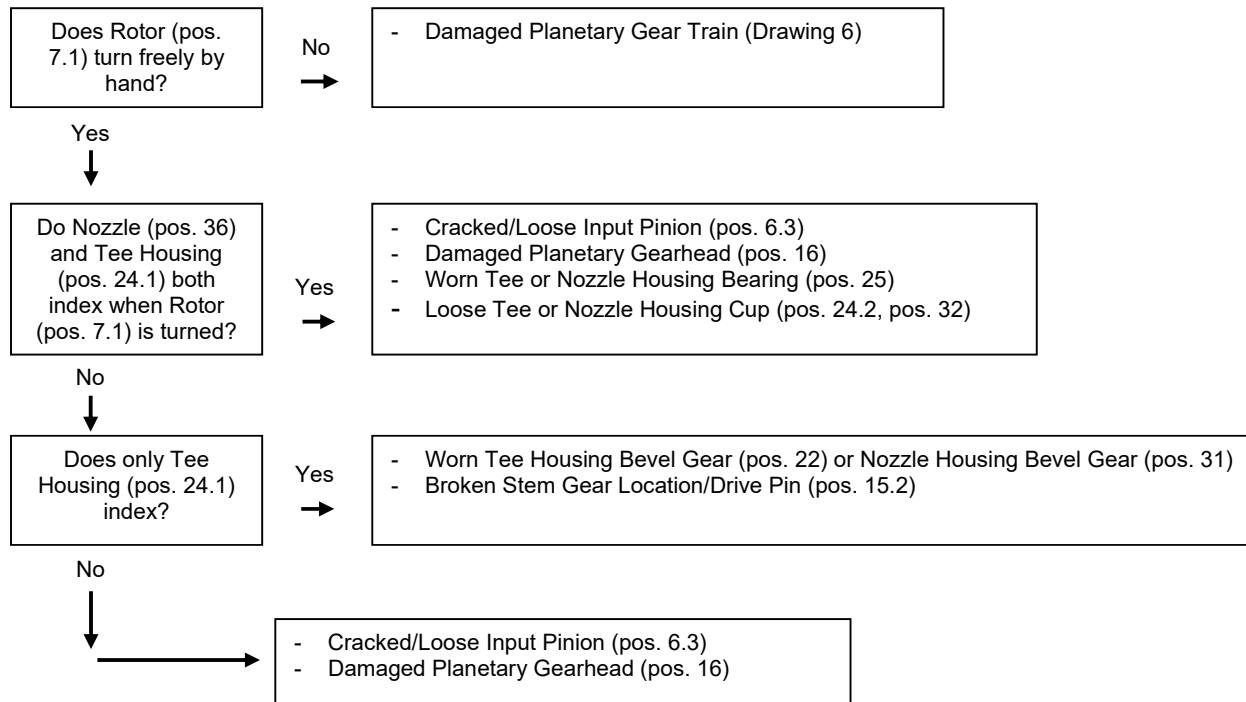 Does Rotor (pos.
7.1) turn freely by
hand?
No
- Damaged Planetary Gear Train (Drawing 6)
Yes
Do Nozzle (pos. 36)
and Tee Housing
(pos. 24.1) both
index when Rotor
(pos. 7.1) is turned?
Yes
- Cracked/Loose Input Pinion (pos. 6.3)
- Damaged Planetary Gearhead (pos. 16)
- Worn Tee or Nozzle Housing Bearing (pos. 25)
- Loose Tee or Nozzle Housing Cup (pos. 24.2, pos. 32)
No
Does only Tee
Housing (pos. 24.1)
index?
Yes
- Worn Tee Housing Bevel Gear (pos. 22) or Nozzle Housing Bevel Gear (pos. 31)
- Broken Stem Gear Location/Drive Pin (pos. 15.2)
No
- Cracked/Loose Input Pinion (pos. 6.3)
- Damaged Planetary Gearhead (pos. 16)